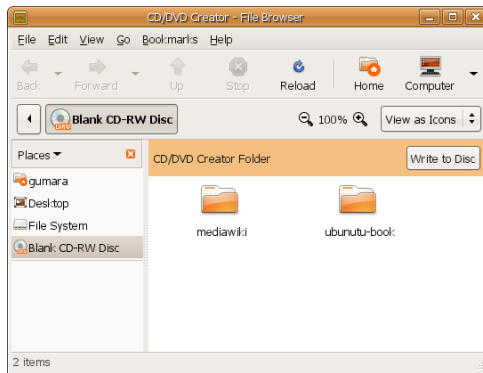 CD/DVD Creator - File Browser
File Edit View Go Bookmarks Help
Back Forward Up Stop Reload Home Computer
Blank CD-RW Disc 100% View as Icons
Places
gumara
Desktop
File System
Blank CD-RW Disc
CD/DVD Creator Folder Write to Disc
mediawiki ubunutu-book
2 items